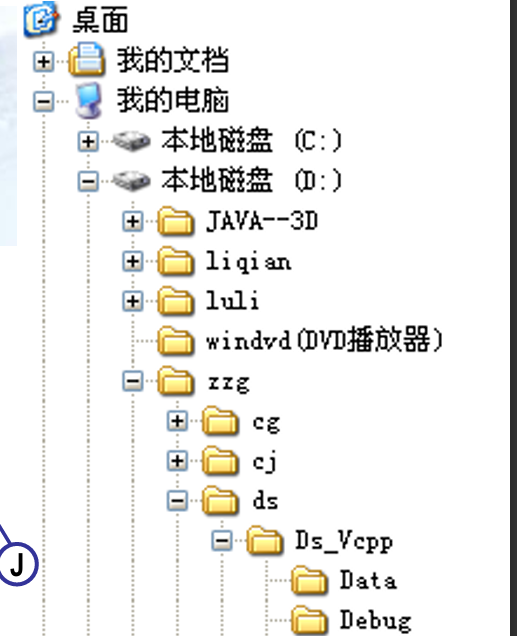 桌面
我的文档
我的电脑
本地磁盘 (C:)
本地磁盘 (D:)
JAVA--3D
liqian
luli
windvd(DVD播放器)
zzg
cg
cj
ds
Ds_Vcpp
J
Data
Debug